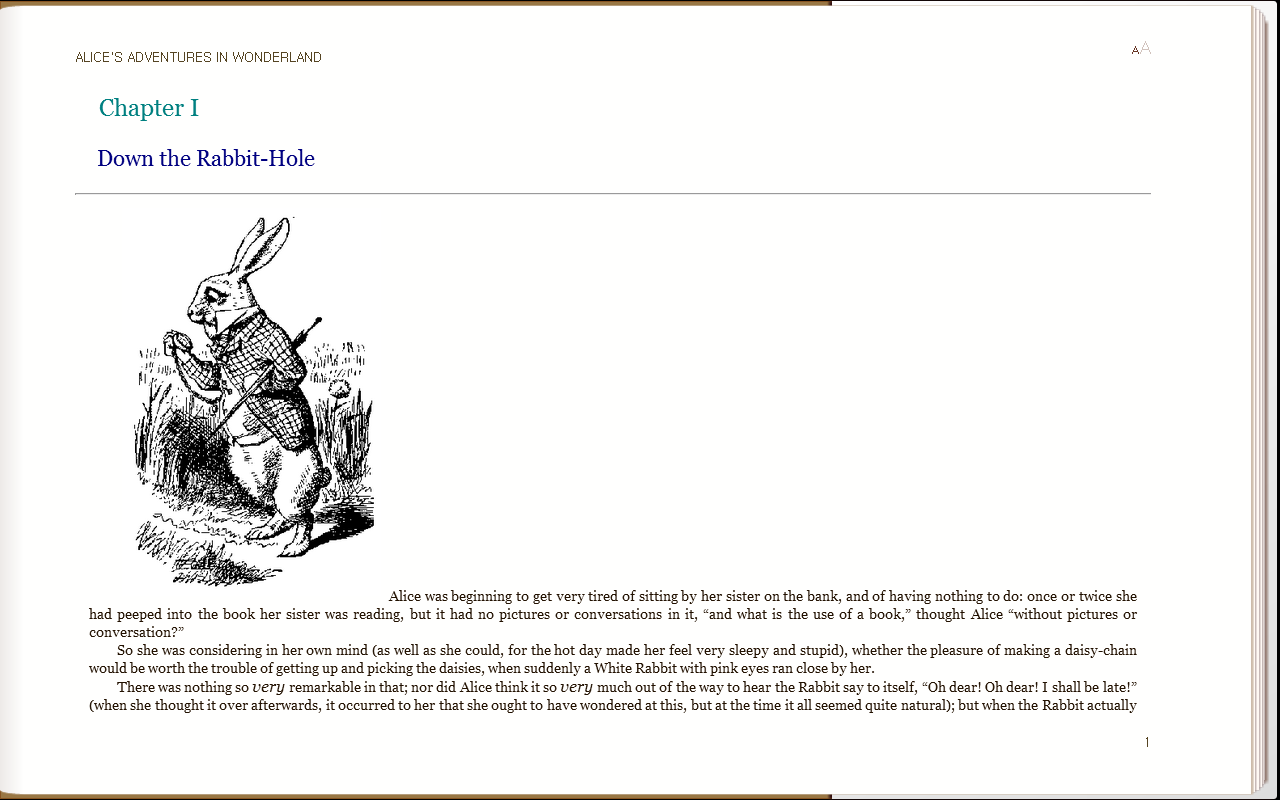 ALICE'S ADVENTURES IN WONDERLAND
AA
Chapter I
Down the Rabbit-Hole
Alice was beginning to get very tired of sitting by her sister on the bank, and of having nothing to do: once or twice she
had peeped into the book her sister was reading, but it had no pictures or conversations in it, “and what is the use of a book,” thought Alice “without pictures or
conversation?”
So she was considering in her own mind (as well as she could, for the hot day made her feel very sleepy and stupid), whether the pleasure of making a daisy-chain
would be worth the trouble of getting up and picking the daisies, when suddenly a White Rabbit with pink eyes ran close by her.
There was nothing so very remarkable in that; nor did Alice think it so very much out of the way to hear the Rabbit say to itself, “Oh dear! Oh dear! I shall be late!”
(when she thought it over afterwards, it occurred to her that she ought to have wondered at this, but at the time it all seemed quite natural); but when the Rabbit actually
1